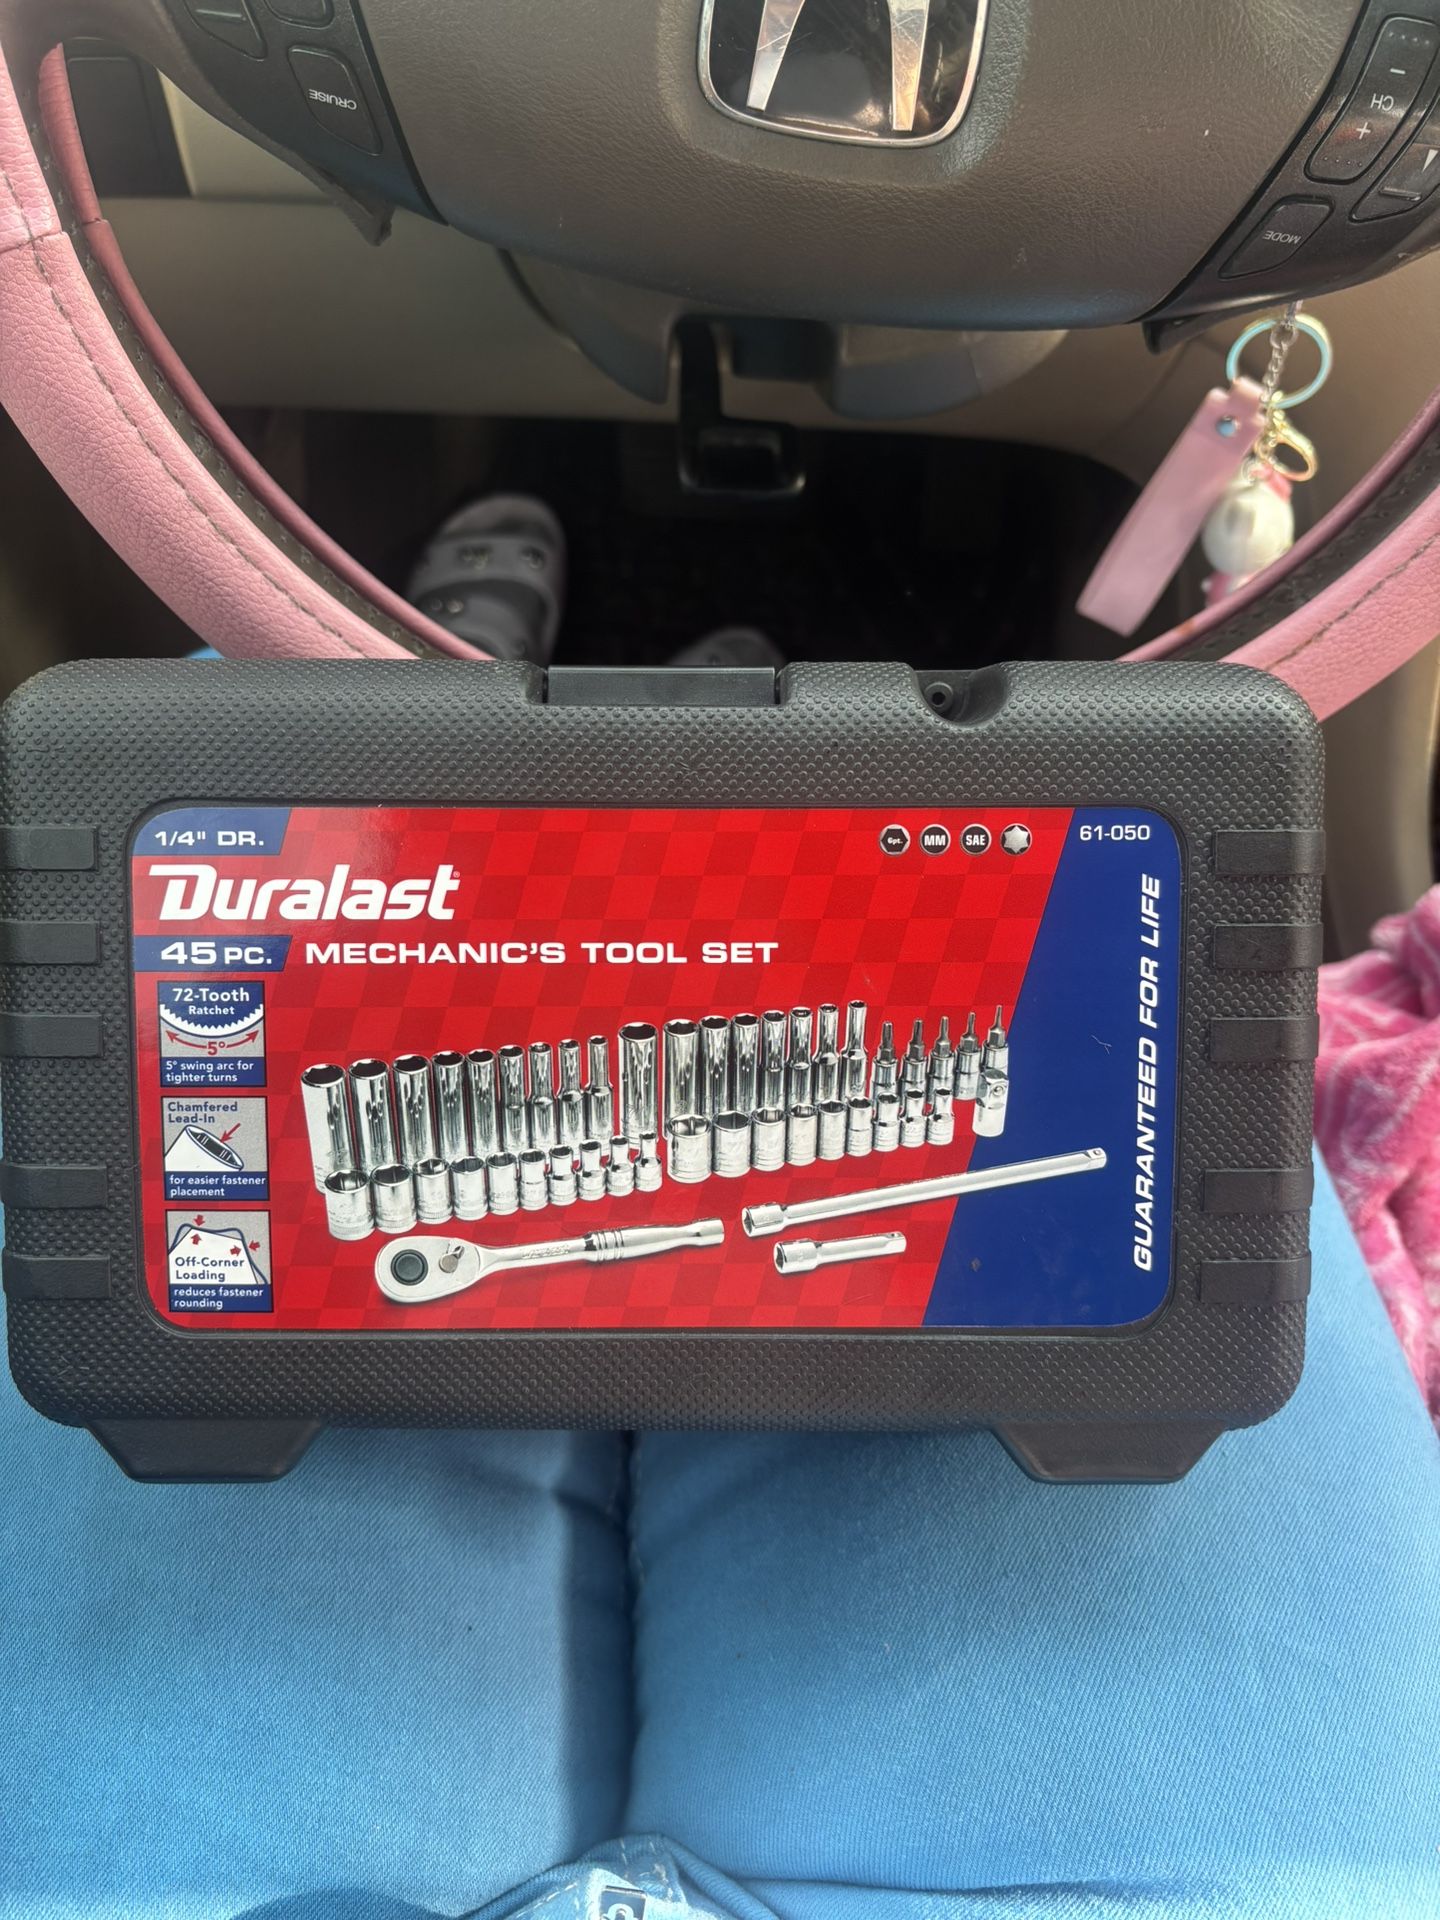 CRUISE
CH
MODE
1/4" DR.
6pt.
MM
SAE
61-050
Duralast
45 PC. MECHANIC'S TOOL SET
GUARANTEED FOR LIFE
72-Tooth
Ratchet
5°
5° swing arc for
tighter turns
Chamfered
Lead-In
for easier fastener
placement
Off-Corner
Loading
reduces fastener
rounding